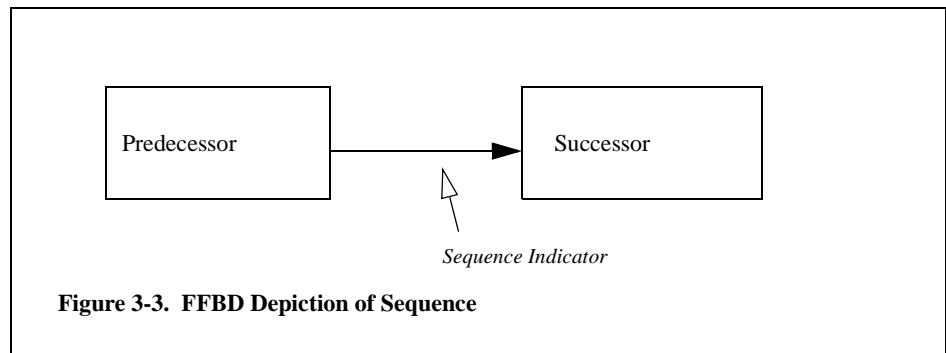 Predecessor
Successor
Sequence Indicator
Figure 3-3. FFBD Depiction of Sequence